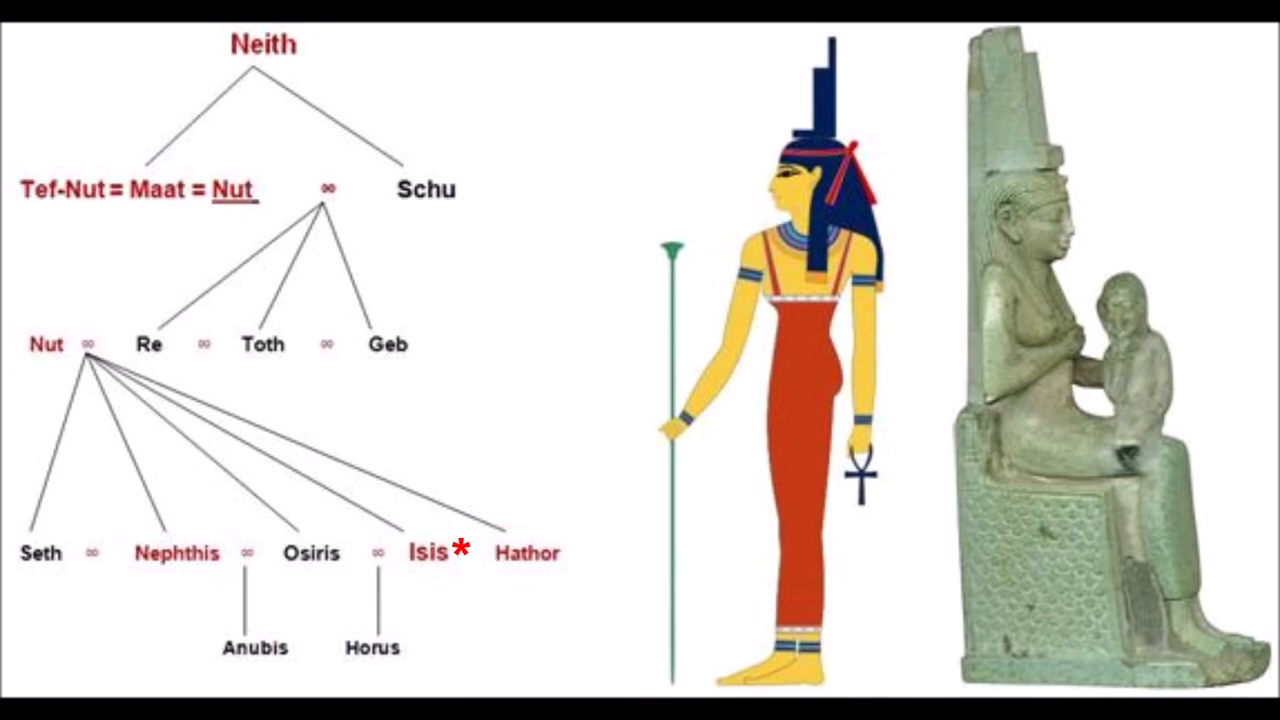 Neith
Tef-Nut = Maat = Nut ∞ Schu
Nut ∞ Re ∞ Toth ∞ Geb
Seth ∞ Nephthis ∞ Osiris ∞ Isis * Hathor
Anubis Horus